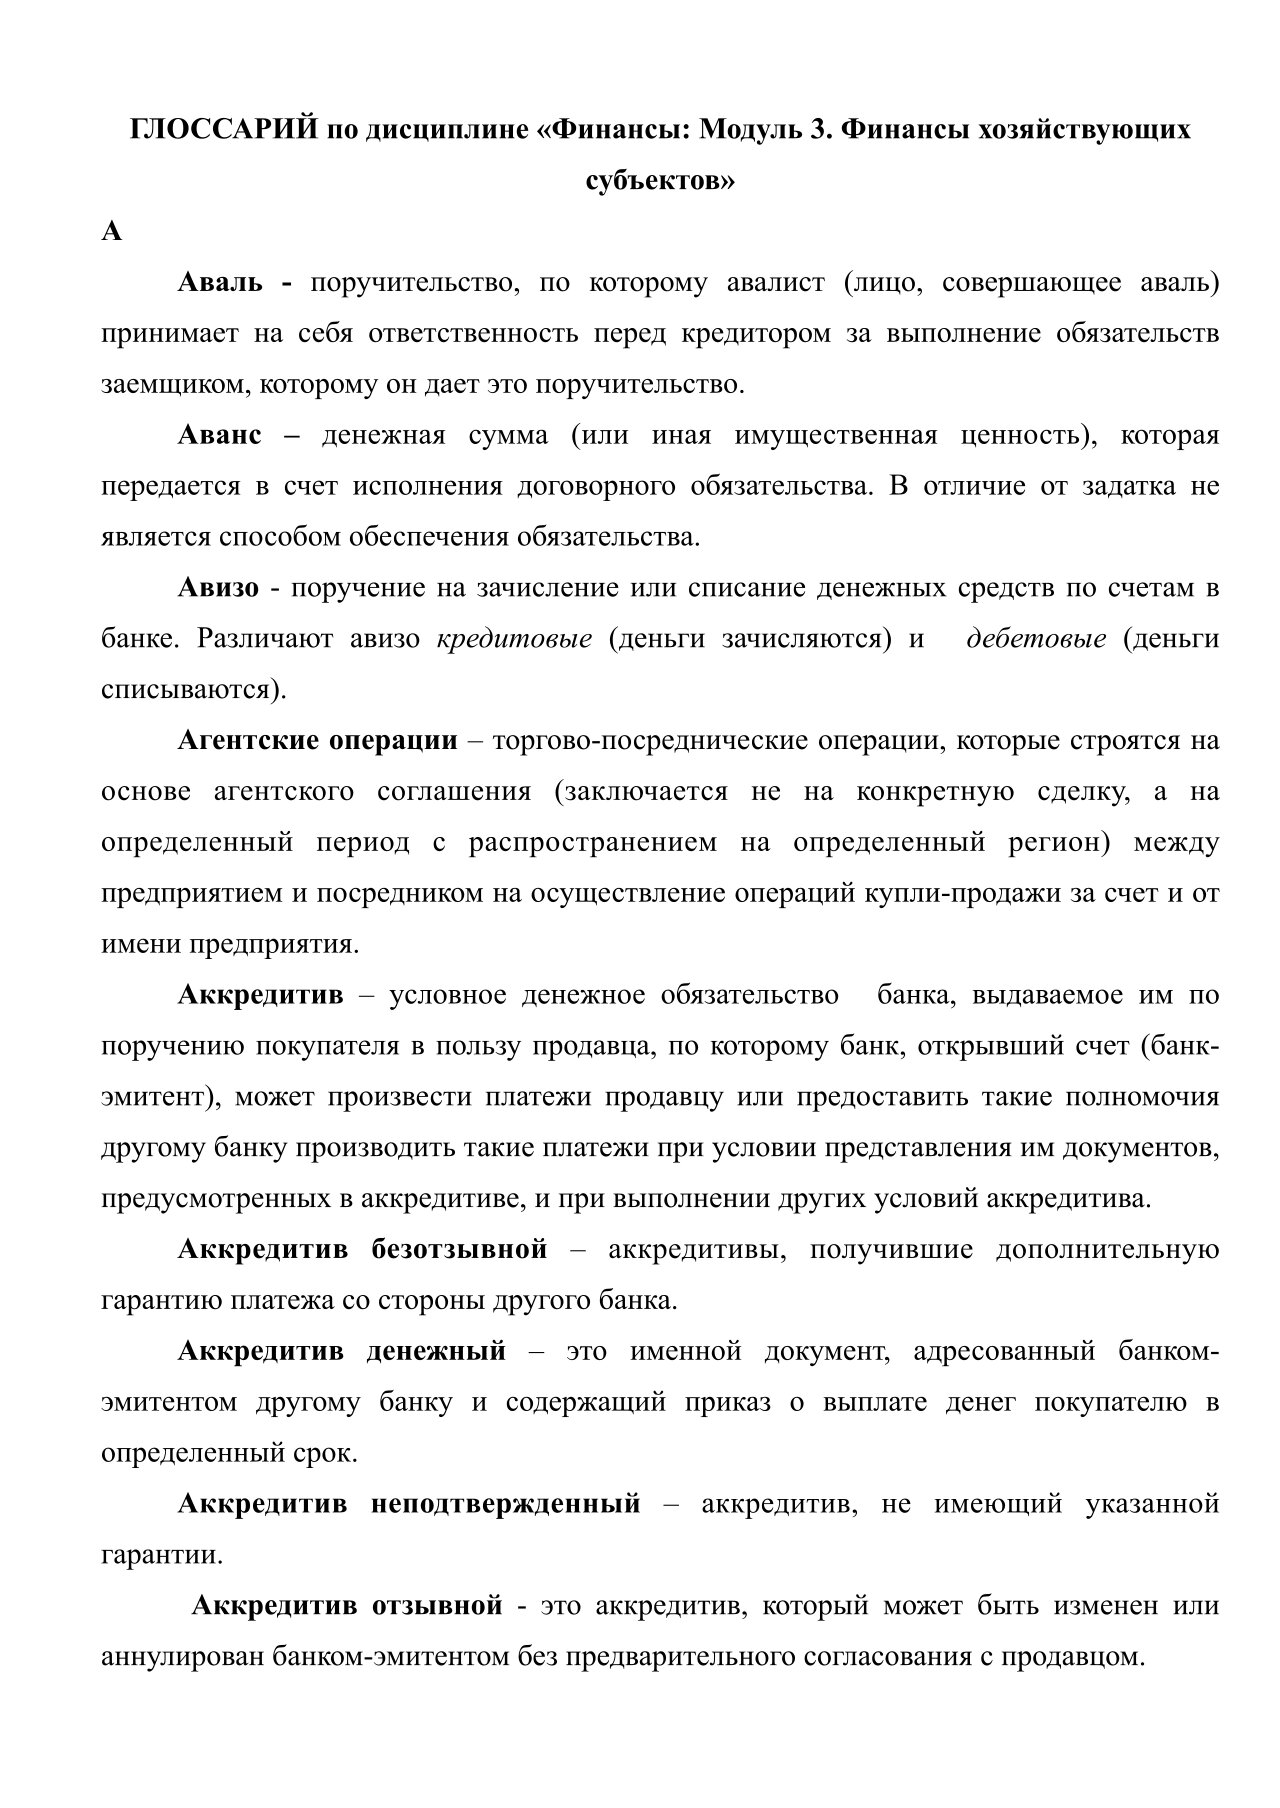 ГЛОССАРИЙ по дисциплине «Финансы: Модуль 3. Финансы хозяйствующих
субъектов»
А
Аваль - поручительство, по которому авалист (лицо, совершающее аваль)
принимает на себя ответственность перед кредитором за выполнение обязательств
заемщиком, которому он дает это поручительство.
Аванс – денежная сумма (или иная имущественная ценность), которая
передается в счет исполнения договорного обязательства. В отличие от задатка не
является способом обеспечения обязательства.
Авизо - поручение на зачисление или списание денежных средств по счетам в
банке. Различают авизо кредитовые (деньги зачисляются) и дебетовые (деньги
списываются).
Агентские операции – торгово-посреднические операции, которые строятся на
основе агентского соглашения (заключается не на конкретную сделку, а на
определенный период с распространением на определенный регион) между
предприятием и посредником на осуществление операций купли-продажи за счет и от
имени предприятия.
Аккредитив – условное денежное обязательство банка, выдаваемое им по
поручению покупателя в пользу продавца, по которому банк, открывший счет (банк-
эмитент), может произвести платежи продавцу или предоставить такие полномочия
другому банку производить такие платежи при условии представления им документов,
предусмотренных в аккредитиве, и при выполнении других условий аккредитива.
Аккредитив безотзывной – аккредитивы, получившие дополнительную
гарантию платежа со стороны другого банка.
Аккредитив денежный – это именной документ, адресованный банком-
эмитентом другому банку и содержащий приказ о выплате денег покупателю в
определенный срок.
Аккредитив неподтвержденный – аккредитив, не имеющий указанной
гарантии.
Аккредитив отзывной - это аккредитив, который может быть изменен или
аннулирован банком-эмитентом без предварительного согласования с продавцом.